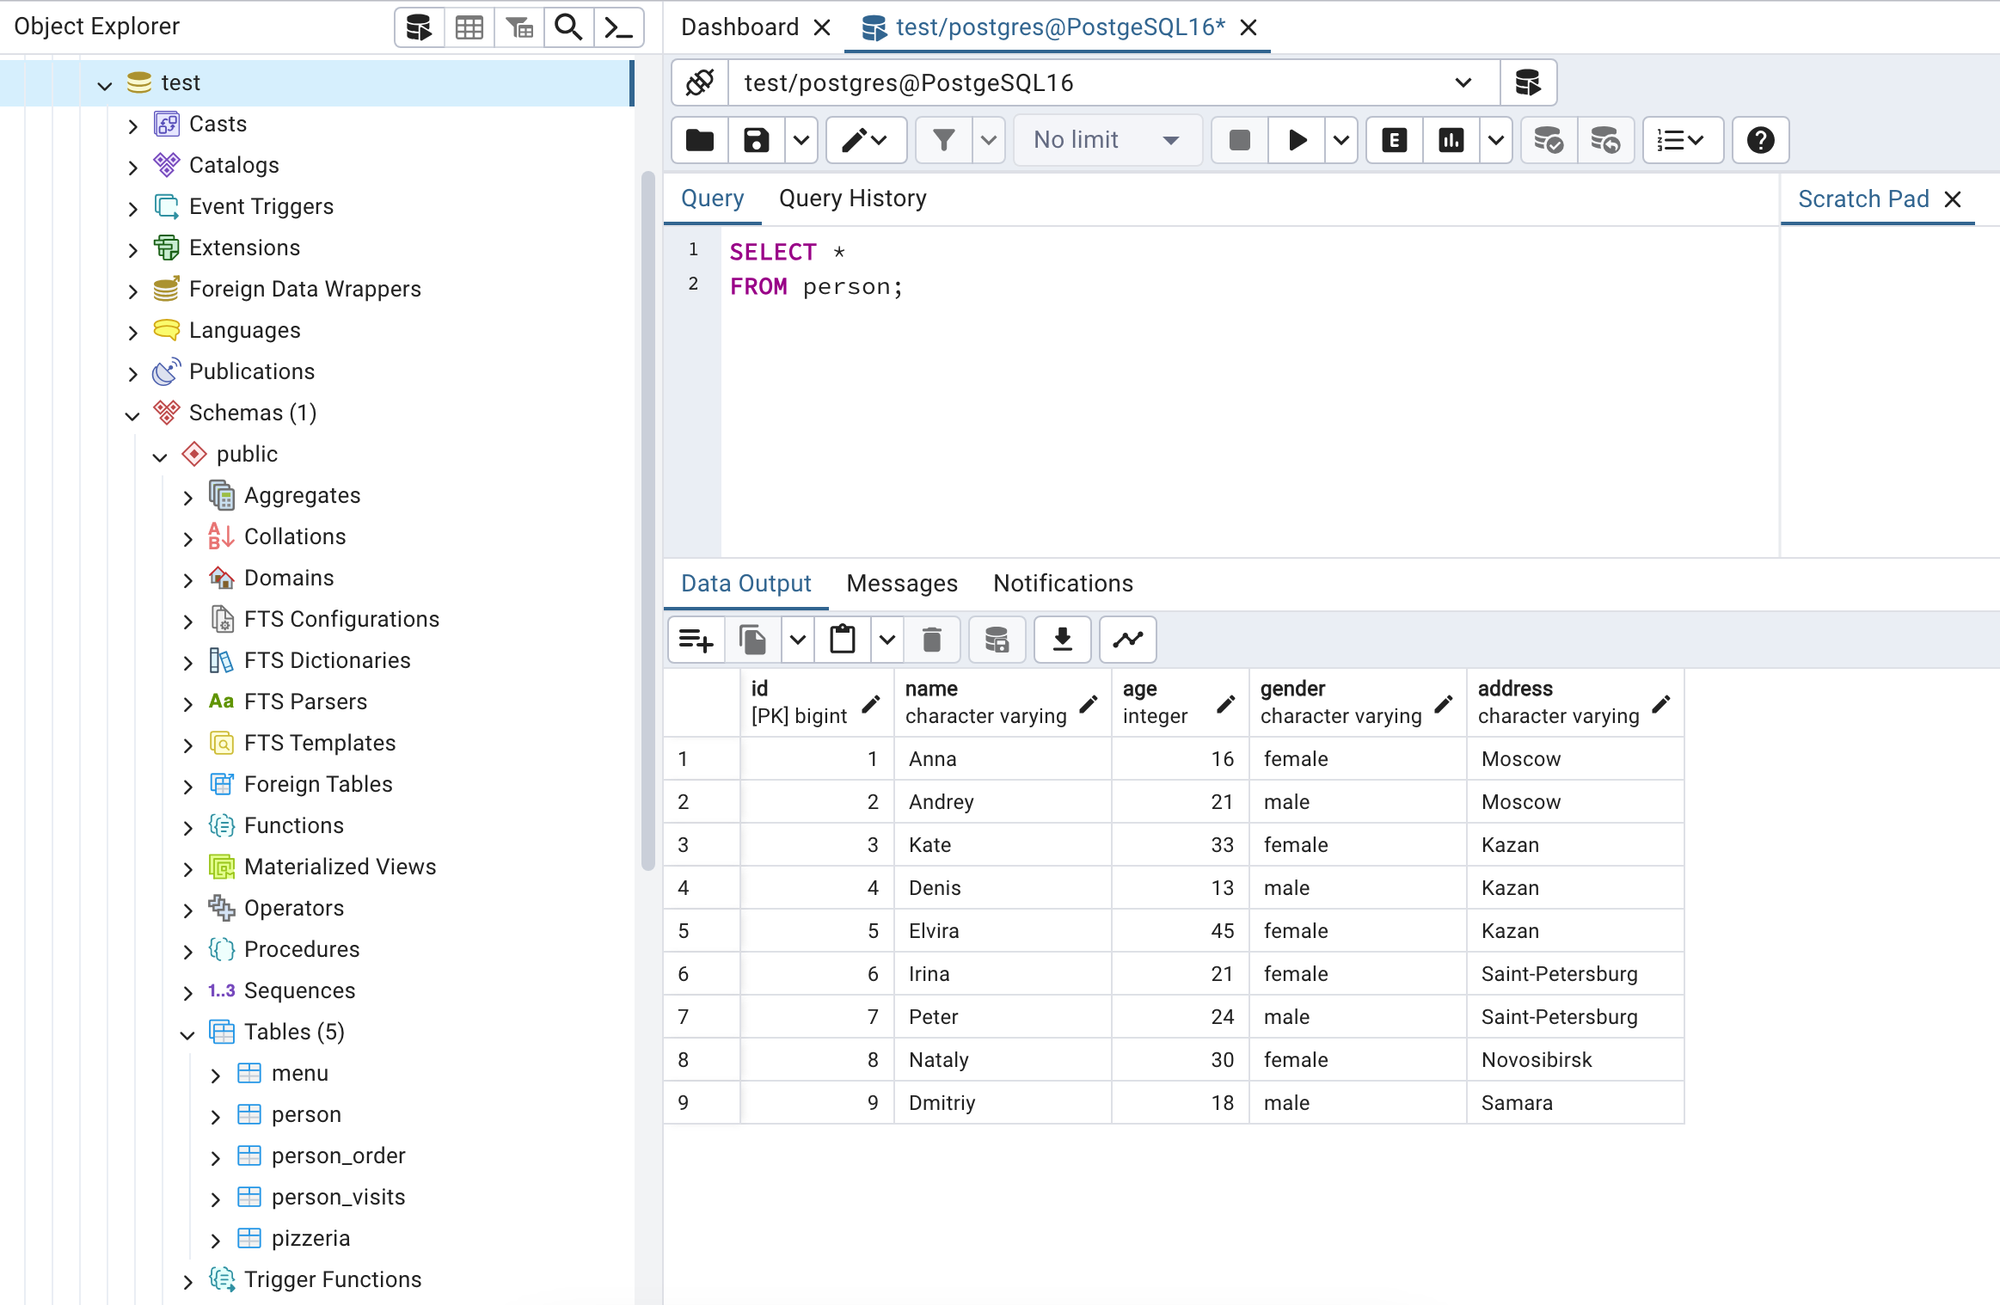 Object Explorer
test
Casts
Catalogs
Event Triggers
Extensions
Foreign Data Wrappers
Languages
Publications
Schemas (1)
public
Aggregates
Collations
Domains
FTS Configurations
FTS Dictionaries
Aa FTS Parsers
FTS Templates
Foreign Tables
Functions
Materialized Views
Operators
Procedures
1..3 Sequences
Tables (5)
menu
person
person_order
person_visits
pizzeria
Trigger Functions
Dashboard test/postgres@PostgeSQL16*
test/postgres@PostgeSQL16
No limit E
Query Query History Scratch Pad
1 SELECT *
2 FROM person;
Data Output Messages Notifications
id name age gender address
[PK] bigint character varying integer character varying character varying
1 1 Anna 16 female Moscow
2 2 Andrey 21 male Moscow
3 3 Kate 33 female Kazan
4 4 Denis 13 male Kazan
5 5 Elvira 45 female Kazan
6 6 Irina 21 female Saint-Petersburg
7 7 Peter 24 male Saint-Petersburg
8 8 Nataly 30 female Novosibirsk
9 9 Dmitriy 18 male Samara